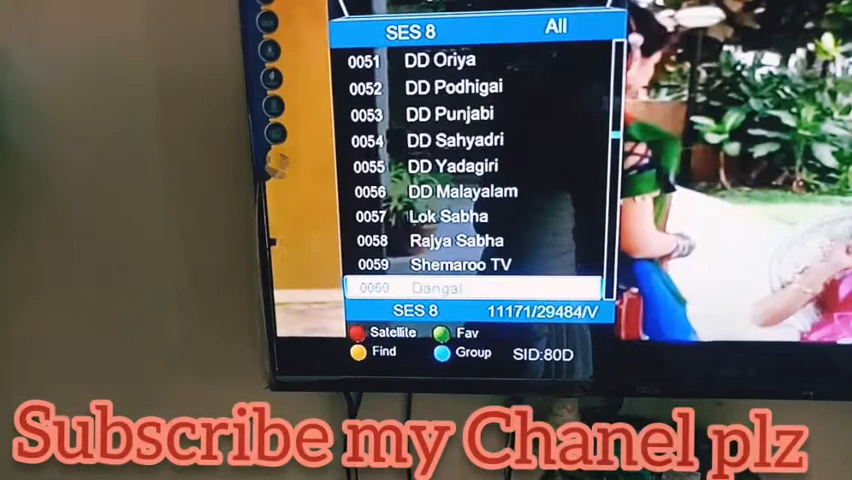 SES 8 All
0051 DD Oriya
0052 DD Podhigai
0053 DD Punjabi
0054 DD Sahyadri
0055 DD Yadagiri
0056 DD Malayalam
0057 Lok Sabha
0058 Rajya Sabha
0059 Shemaroo TV
0060 Dangal
SES 8 11171/29484/V
Satellite Fav
Find Group SID:80D
Subscribe my Chanel plz